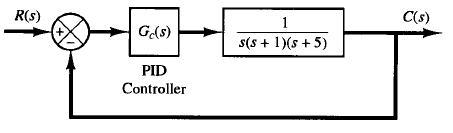 R(s)
+
−
G_c(s)
1
s(s + 1)(s + 5)
C(s)
PID
Controller